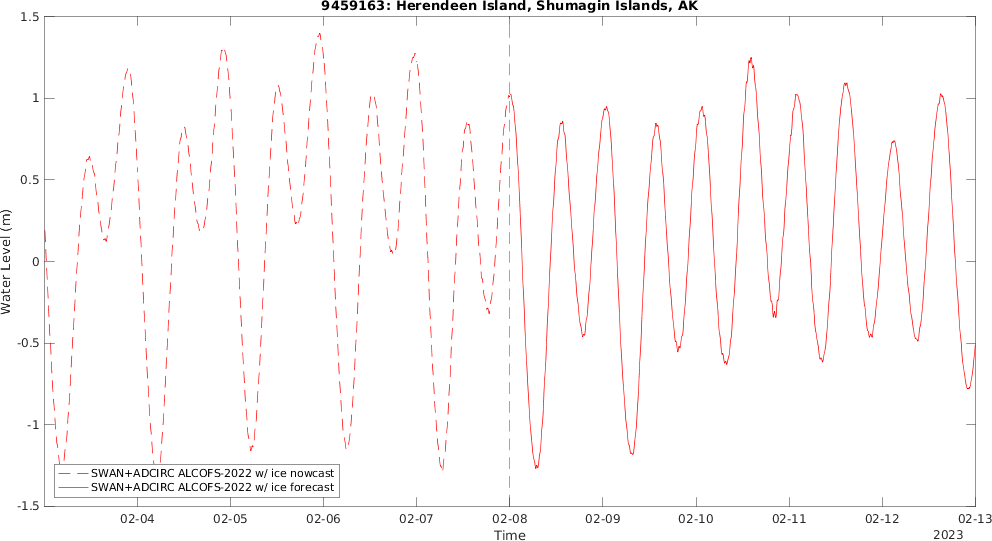 9459163: Herendeen Island, Shumagin Islands, AK
1.5
1
0.5
0
-0.5
-1
-1.5
Water Level (m)
SWAN+ADCIRC ALCOFS-2022 w/ ice nowcast
SWAN+ADCIRC ALCOFS-2022 w/ ice forecast
02-04 02-05 02-06 02-07 02-08 02-09 02-10 02-11 02-12 02-13
Time
2023